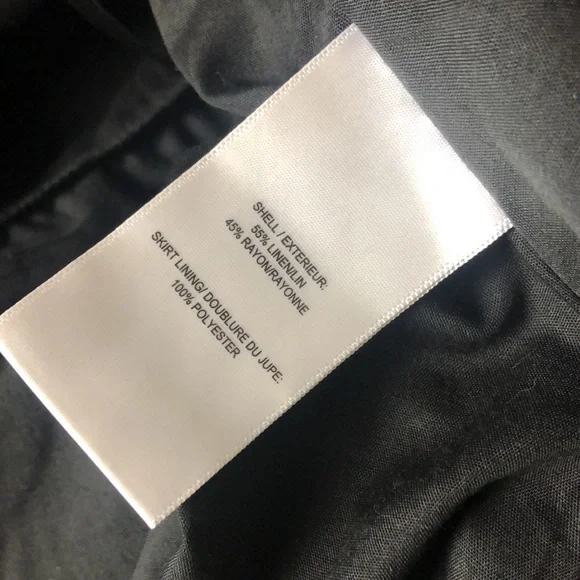 SHELL / EXTERIEUR:
55% LINEN/LIN
45% RAYON/RAYONNE
SKIRT LINING/ DOUBLURE DU JUPE:
100% POLYESTER